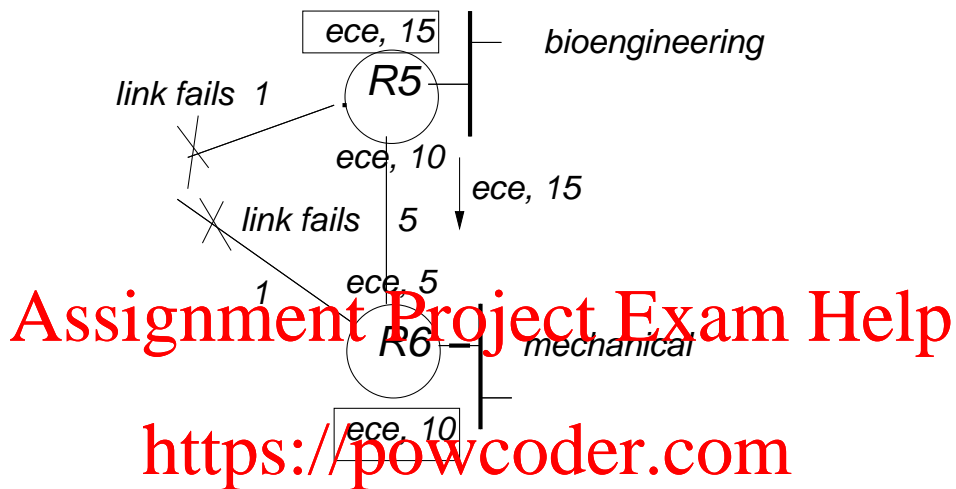 ece, 15
bioengineering
R5
link fails 1
ece, 10
ece, 15
link fails 5
ece, 5
1
Assignment Project Exam Help
R6
mechanical
ece, 10
https://powcoder.com